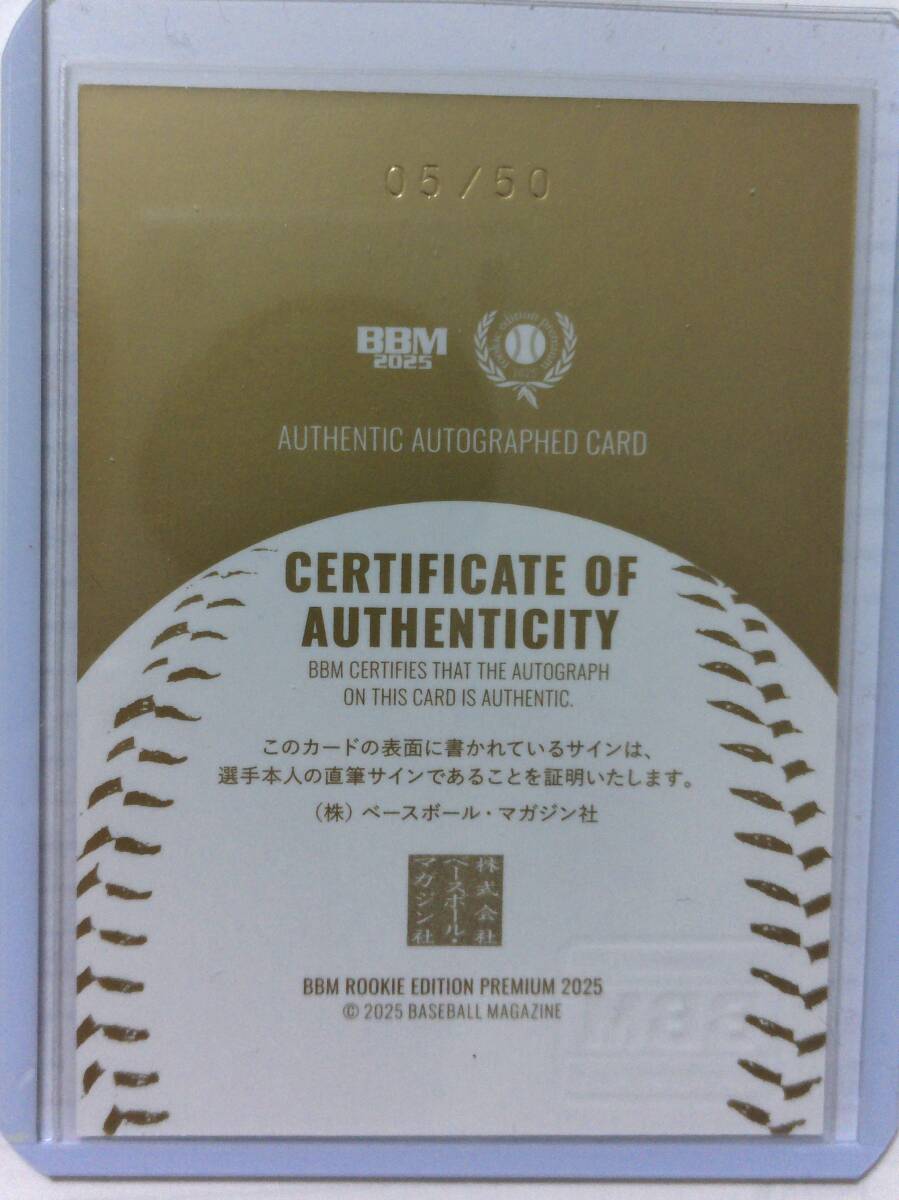 05/50
BBM
2025
rookie edition premium
AUTHENTIC AUTOGRAPHED CARD
CERTIFICATE OF
AUTHENTICITY
BBM CERTIFIES THAT THE AUTOGRAPH
ON THIS CARD IS AUTHENTIC.
このカードの表面に書かれているサインは、
選手本人の直筆サインであることを証明いたします。
（株）ベースボール・マガジン社
株式会社
ベースボール・
マガジン社
BBM ROOKIE EDITION PREMIUM 2025
© 2025 BASEBALL MAGAZINE
BBM